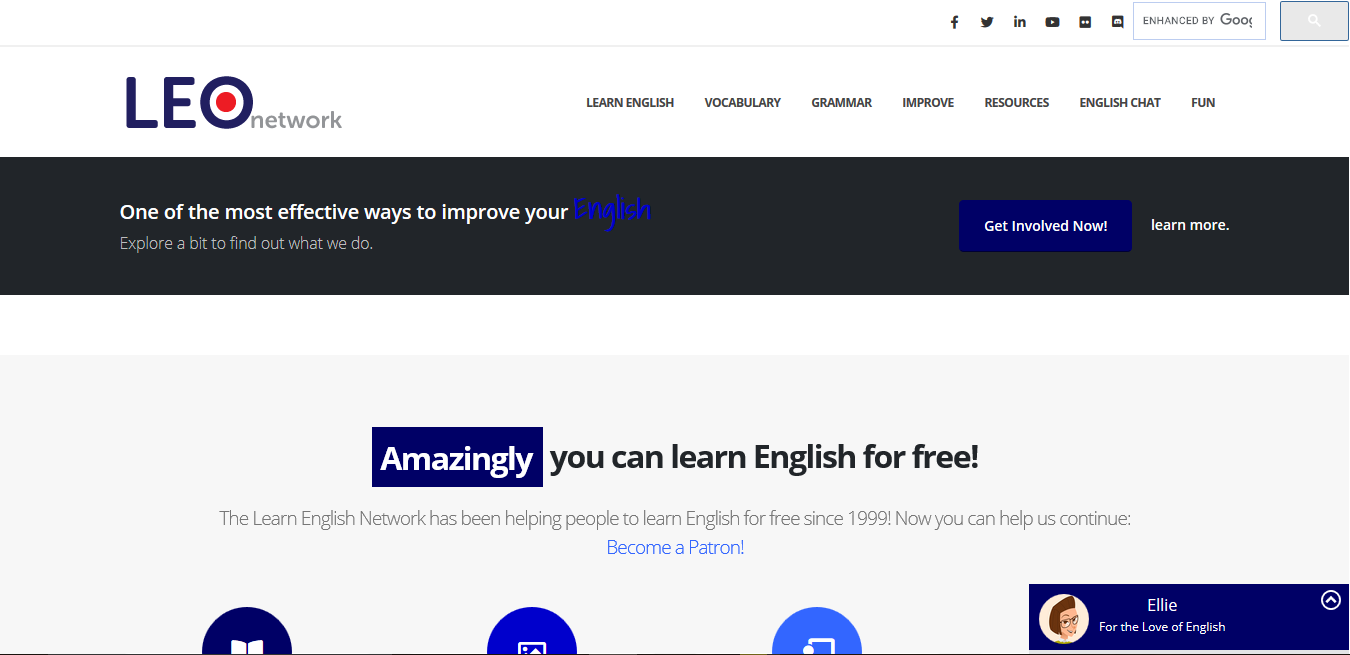 ENHANCED BY Goog
LEO network
LEARN ENGLISH VOCABULARY GRAMMAR IMPROVE RESOURCES ENGLISH CHAT FUN
One of the most effective ways to improve your English
Explore a bit to find out what we do.
Get Involved Now! learn more.
Amazingly you can learn English for free!
The Learn English Network has been helping people to learn English for free since 1999! Now you can help us continue:
Become a Patron!
Ellie
For the Love of English